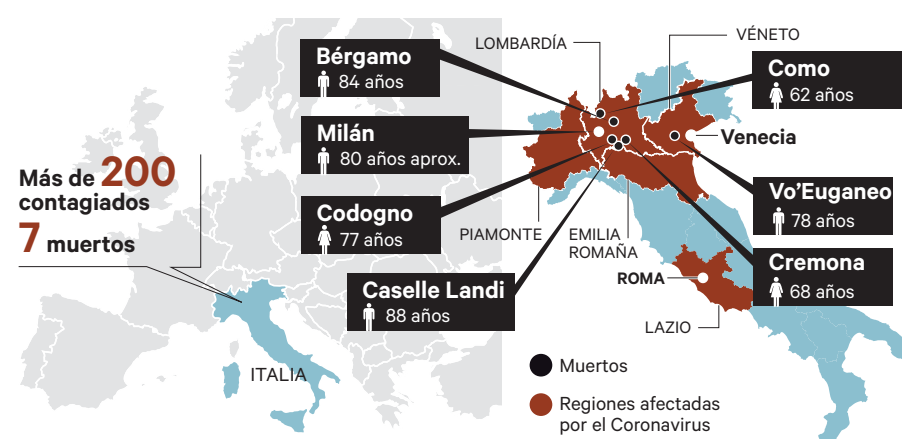 Más de 200
contagiados
7 muertos
ITALIA
Bérgamo
84 años
Milán
80 años aprox.
Codogno
77 años
Caselle Landi
88 años
LOMBARDÍA
VÉNETO
Como
62 años
Venecia
Vo'Euganeo
78 años
Cremona
68 años
PIAMONTE
EMILIA
ROMAÑA
ROMA
LAZIO
Muertos
Regiones afectadas
por el Coronavirus